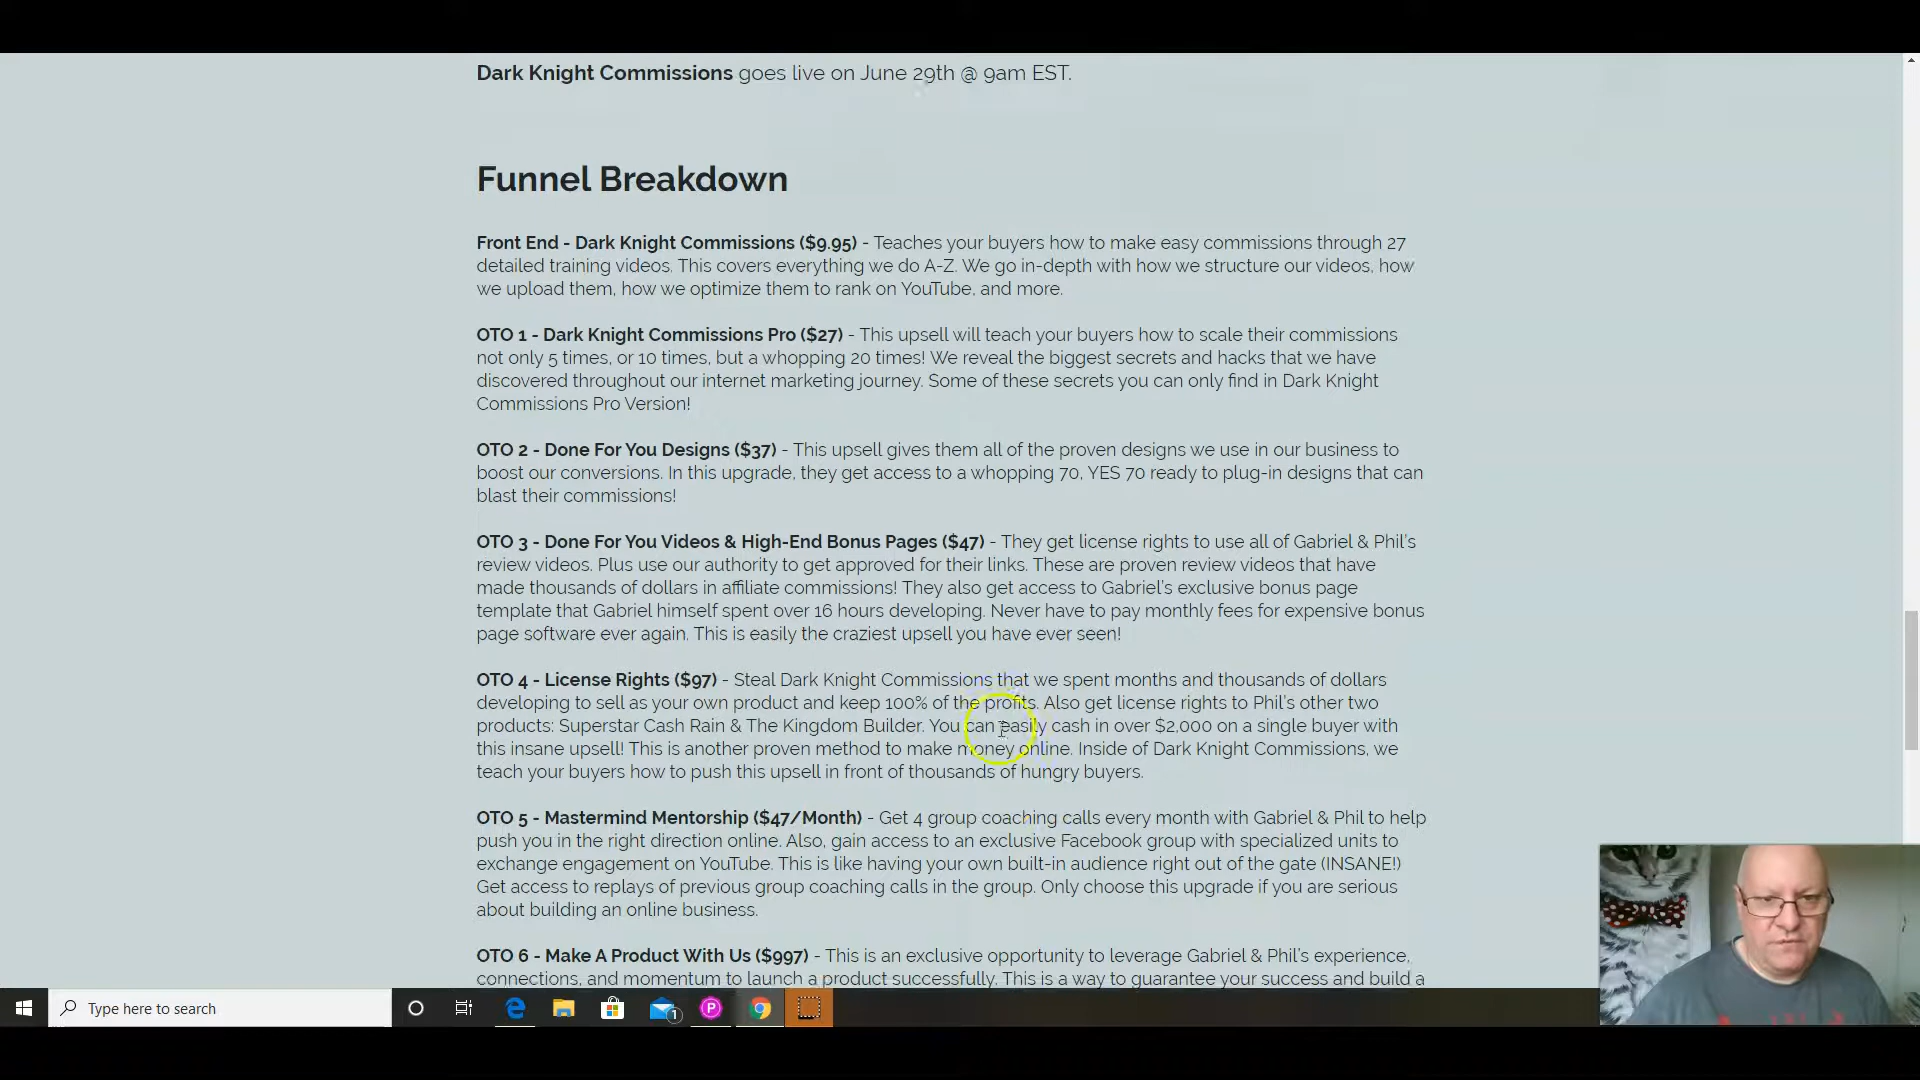 Dark Knight Commissions goes live on June 29th @ 9am EST.
Funnel Breakdown
Front End - Dark Knight Commissions ($9.95) - Teaches your buyers how to make easy commissions through 27
detailed training videos. This covers everything we do A-Z. We go in-depth with how we structure our videos, how
we upload them, how we optimize them to rank on YouTube, and more.
OTO 1 - Dark Knight Commissions Pro ($27) - This upsell will teach your buyers how to scale their commissions
not only 5 times, or 10 times, but a whopping 20 times! We reveal the biggest secrets and hacks that we have
discovered throughout our internet marketing journey. Some of these secrets you can only find in Dark Knight
Commissions Pro Version!
OTO 2 - Done For You Designs ($37) - This upsell gives them all of the proven designs we use in our business to
boost our conversions. In this upgrade, they get access to a whopping 70, YES 70 ready to plug-in designs that can
blast their commissions!
OTO 3 - Done For You Videos & High-End Bonus Pages ($47) - They get license rights to use all of Gabriel & Phil's
review videos. Plus use our authority to get approved for their links. These are proven review videos that have
made thousands of dollars in affiliate commissions! They also get access to Gabriel's exclusive bonus page
template that Gabriel himself spent over 16 hours developing. Never have to pay monthly fees for expensive bonus
page software ever again. This is easily the craziest upsell you have ever seen!
OTO 4 - License Rights ($97) - Steal Dark Knight Commissions that we spent months and thousands of dollars
developing to sell as your own product and keep 100% of the profits. Also get license rights to Phil's other two
products: Superstar Cash Rain & The Kingdom Builder. You can easily cash in over $2,000 on a single buyer with
this insane upsell! This is another proven method to make money online. Inside of Dark Knight Commissions, we
teach your buyers how to push this upsell in front of thousands of hungry buyers.
OTO 5 - Mastermind Mentorship ($47/Month) - Get 4 group coaching calls every month with Gabriel & Phil to help
push you in the right direction online. Also, gain access to an exclusive Facebook group with specialized units to
exchange engagement on YouTube. This is like having your own built-in audience right out of the gate (INSANE!)
Get access to replays of previous group coaching calls in the group. Only choose this upgrade if you are serious
about building an online business.
OTO 6 - Make A Product With Us ($997) - This is an exclusive opportunity to leverage Gabriel & Phil's experience,
connections, and momentum to launch a product successfully. This is a way to guarantee your success and build a
Type here to search
1
P